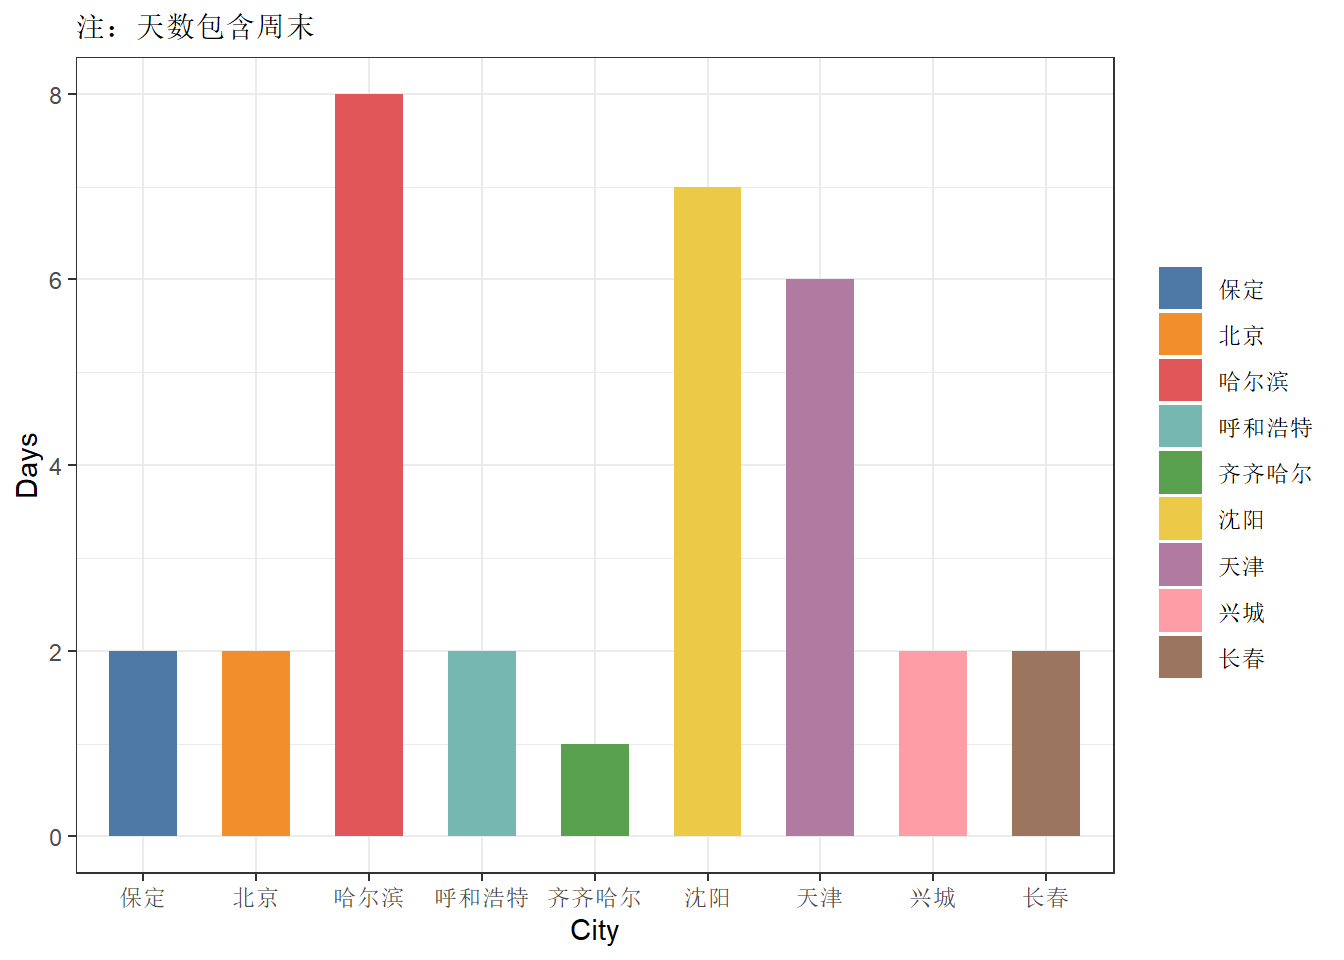 注：天数包含周末
8
6
4
2
0
Days
保定 北京 哈尔滨 呼和浩特 齐齐哈尔 沈阳 天津 兴城 长春
City
保定
北京
哈尔滨
呼和浩特
齐齐哈尔
沈阳
天津
兴城
长春